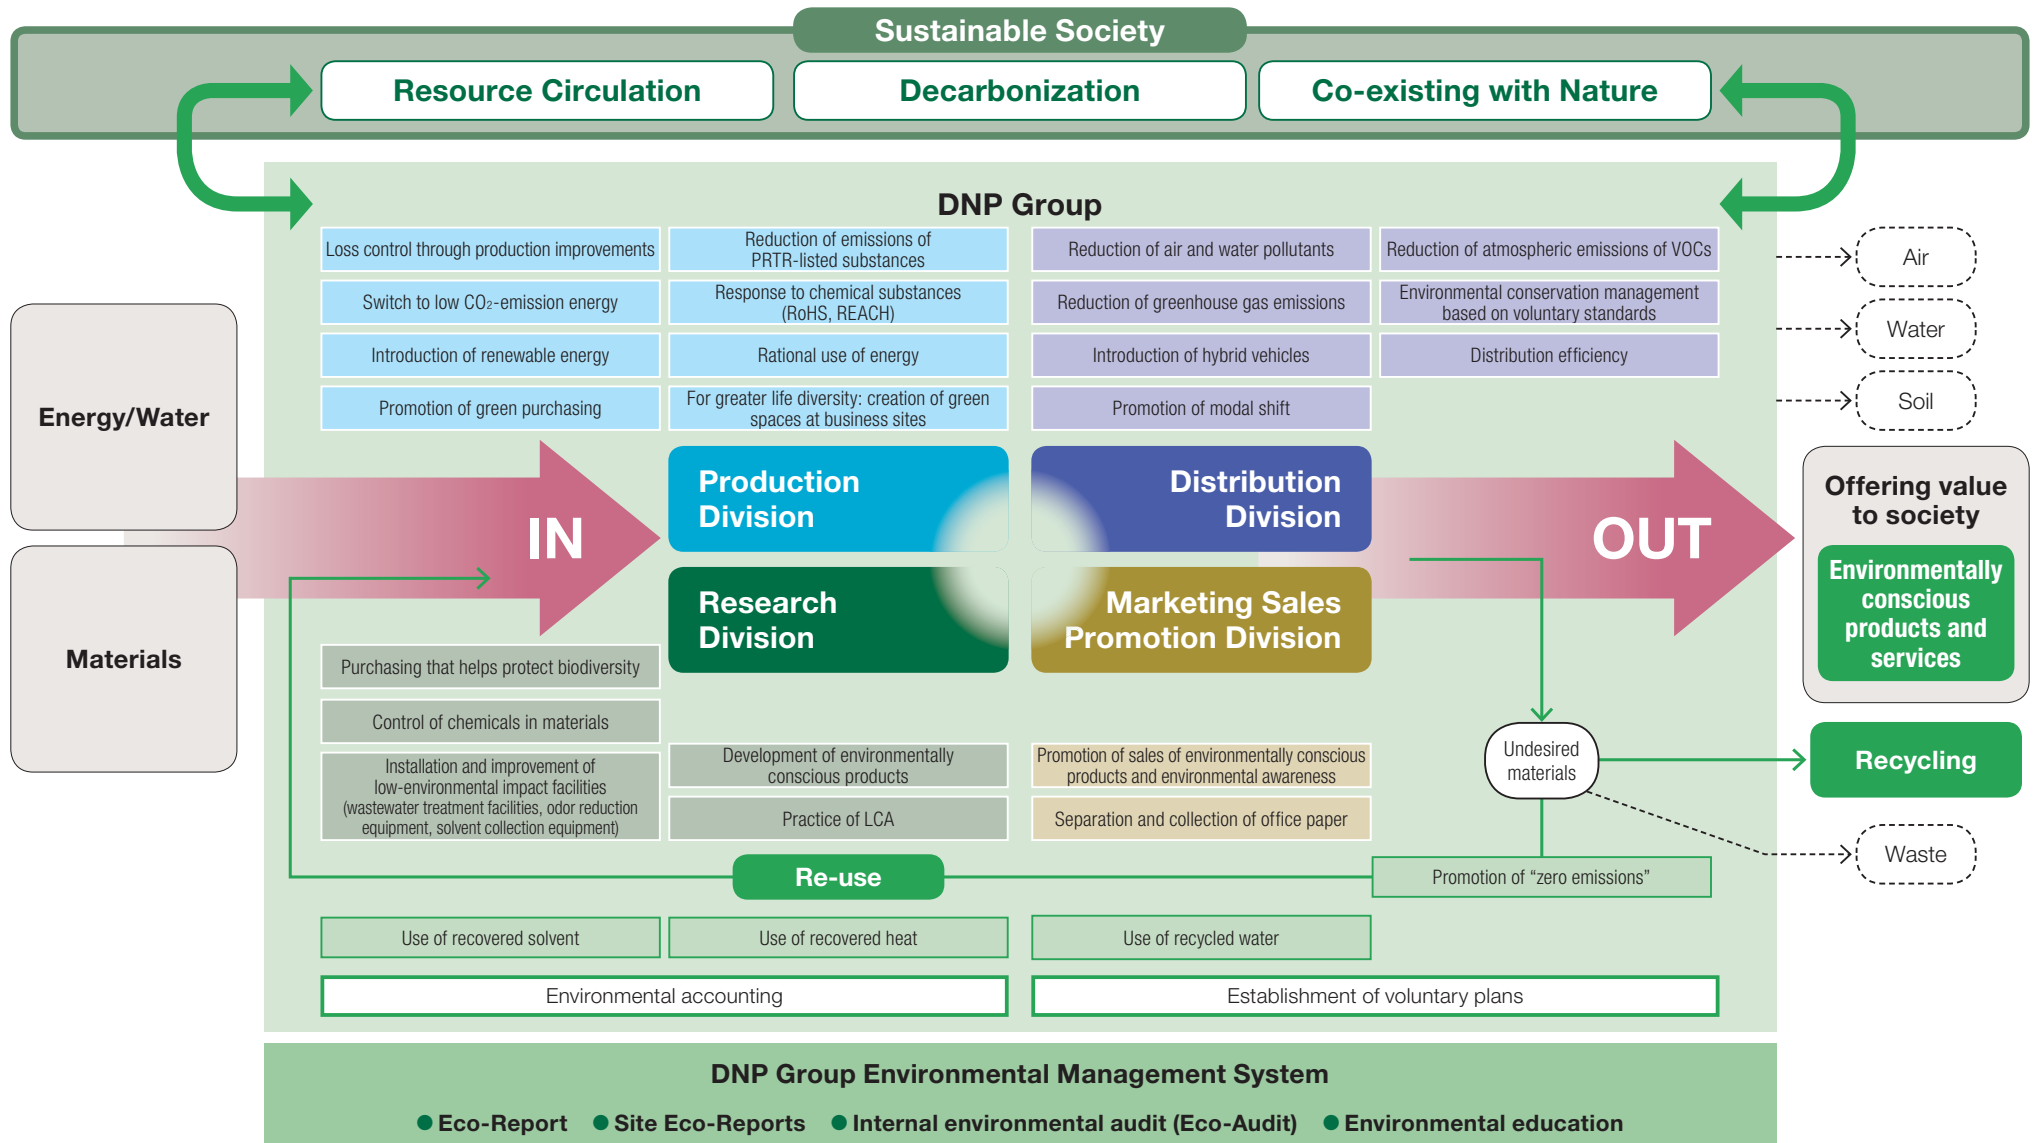 Sustainable Society
Resource Circulation
Decarbonization
Co-existing with Nature
DNP Group
Loss control through production improvements
Reduction of emissions of
PRTR-listed substances
Reduction of air and water pollutants
Reduction of atmospheric emissions of VOCs
Switch to low CO₂-emission energy
Response to chemical substances
(RoHS, REACH)
Reduction of greenhouse gas emissions
Environmental conservation management
based on voluntary standards
Introduction of renewable energy
Rational use of energy
Introduction of hybrid vehicles
Distribution efficiency
Promotion of green purchasing
For greater life diversity: creation of green
spaces at business sites
Promotion of modal shift
Air
Water
Soil
Energy/Water
Materials
IN
Production
Division
Distribution
Division
Research
Division
Marketing Sales
Promotion Division
OUT
Offering value
to society
Environmentally
conscious
products and
services
Purchasing that helps protect biodiversity
Control of chemicals in materials
Installation and improvement of
low-environmental impact facilities
(wastewater treatment facilities, odor reduction
equipment, solvent collection equipment)
Development of environmentally
conscious products
Practice of LCA
Promotion of sales of environmentally conscious
products and environmental awareness
Separation and collection of office paper
Undesired
materials
Recycling
Waste
Re-use
Promotion of “zero emissions”
Use of recovered solvent
Use of recovered heat
Use of recycled water
Environmental accounting
Establishment of voluntary plans
DNP Group Environmental Management System
● Eco-Report ● Site Eco-Reports ● Internal environmental audit (Eco-Audit) ● Environmental education